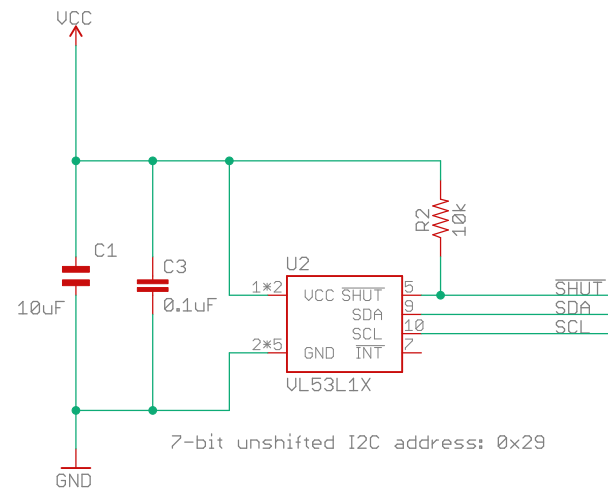 VCC
C1
10uF
C3
0.1uF
R2
10k
U2
1*2
VCC
SHUT
5
SHUT
SDA
9
SDA
SCL
10
SCL
2*5
GND
INT
7
VL53L1X
7-bit unshifted I2C address: 0x29
GND